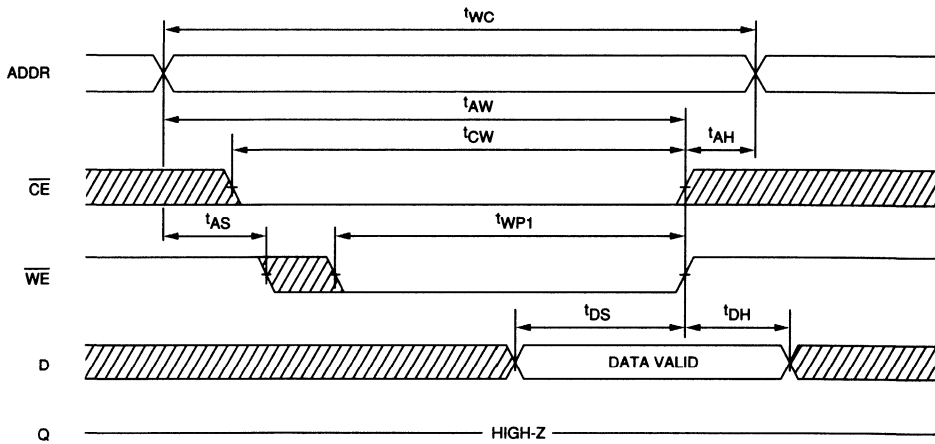 tWC
ADDR
tAW
tCW
tAH
CE
tAS
tWP1
WE
tDS
tDH
D
DATA VALID
Q
HIGH-Z